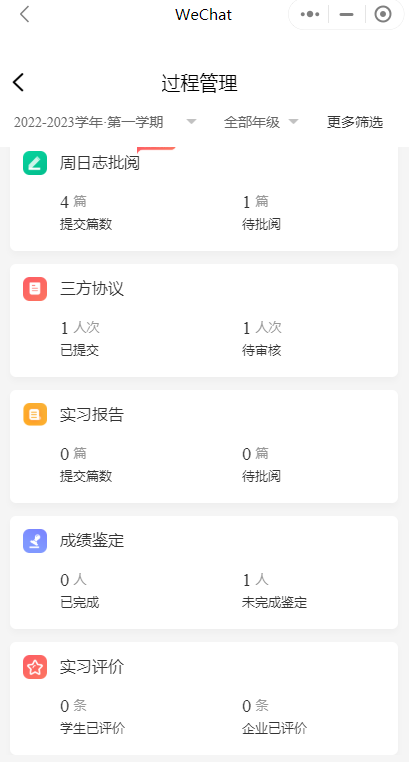 WeChat
过程管理
2022-2023学年·第一学期 全部年级 更多筛选
周日志批阅
4 篇 1 篇
提交篇数 待批阅
三方协议
1 人次 1 人次
已提交 待审核
实习报告
0 篇 0 篇
提交篇数 待批阅
成绩鉴定
0 人 1 人
已完成 未完成鉴定
实习评价
0 条 0 条
学生已评价 企业已评价